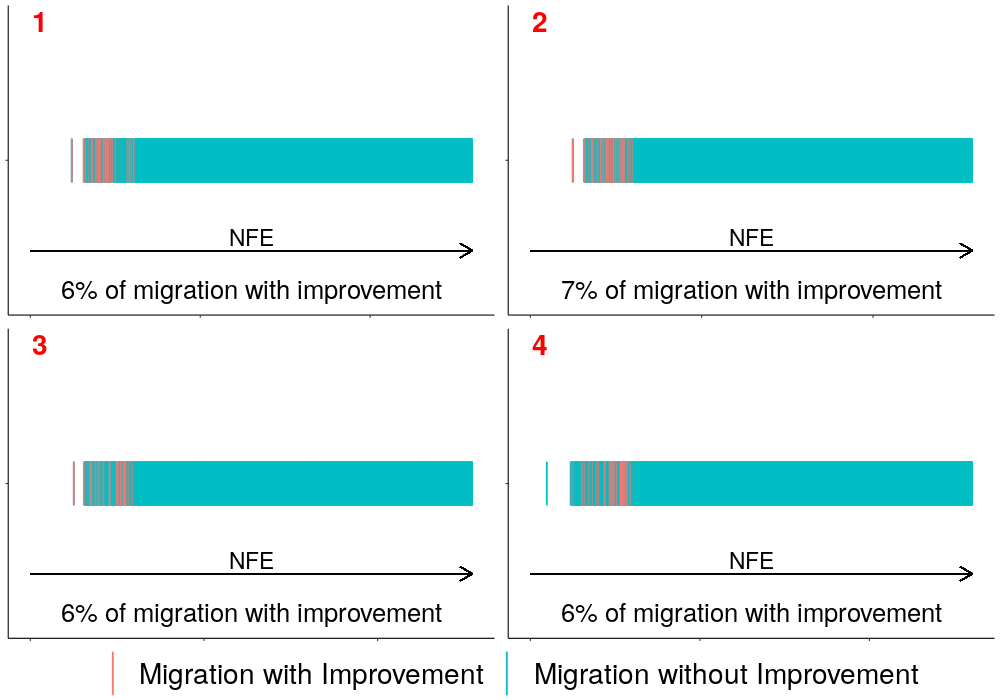 1
NFE
6% of migration with improvement
2
NFE
7% of migration with improvement
3
NFE
6% of migration with improvement
4
NFE
6% of migration with improvement
Migration with Improvement
Migration without Improvement